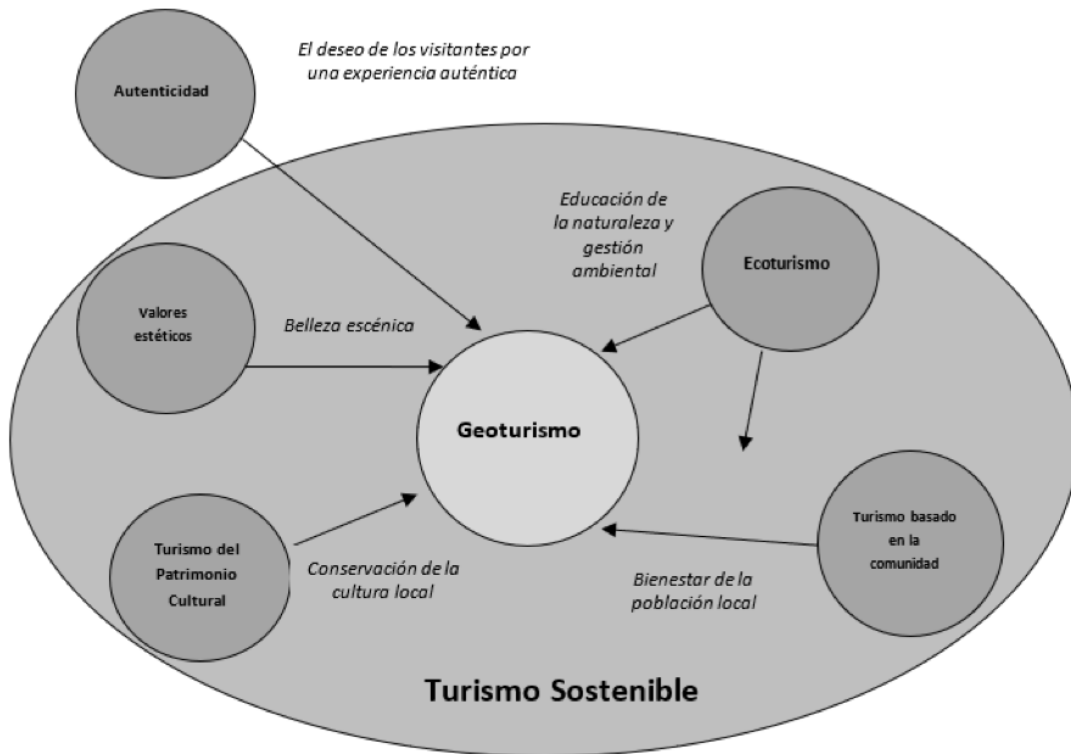 El deseo de los visitantes por
una experiencia auténtica
Autenticidad
Educación de
la naturaleza y
gestión
ambiental
Ecoturismo
Valores
estéticos
Belleza escénica
Geoturismo
Turismo basado
en la
comunidad
Turismo del
Patrimonio
Cultural
Conservación de la
cultura local
Bienestar de la
población local
Turismo Sostenible